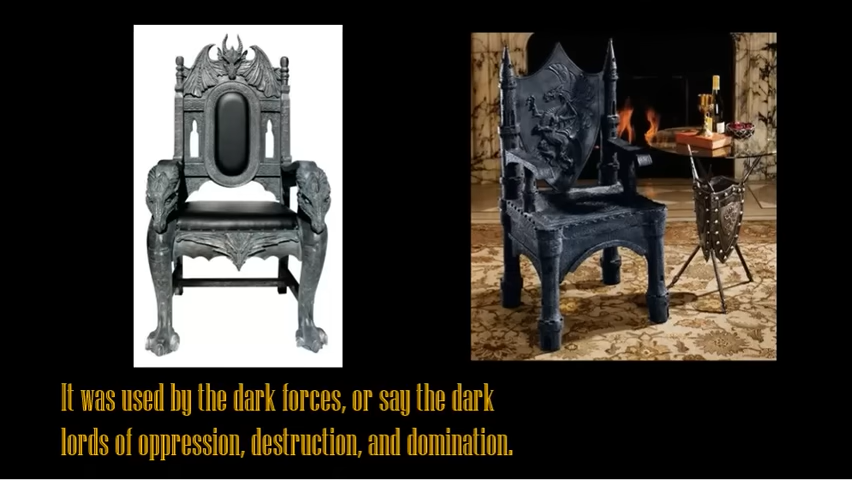 It was used by the dark forces, or say the dark
lords of oppression, destruction, and domination.